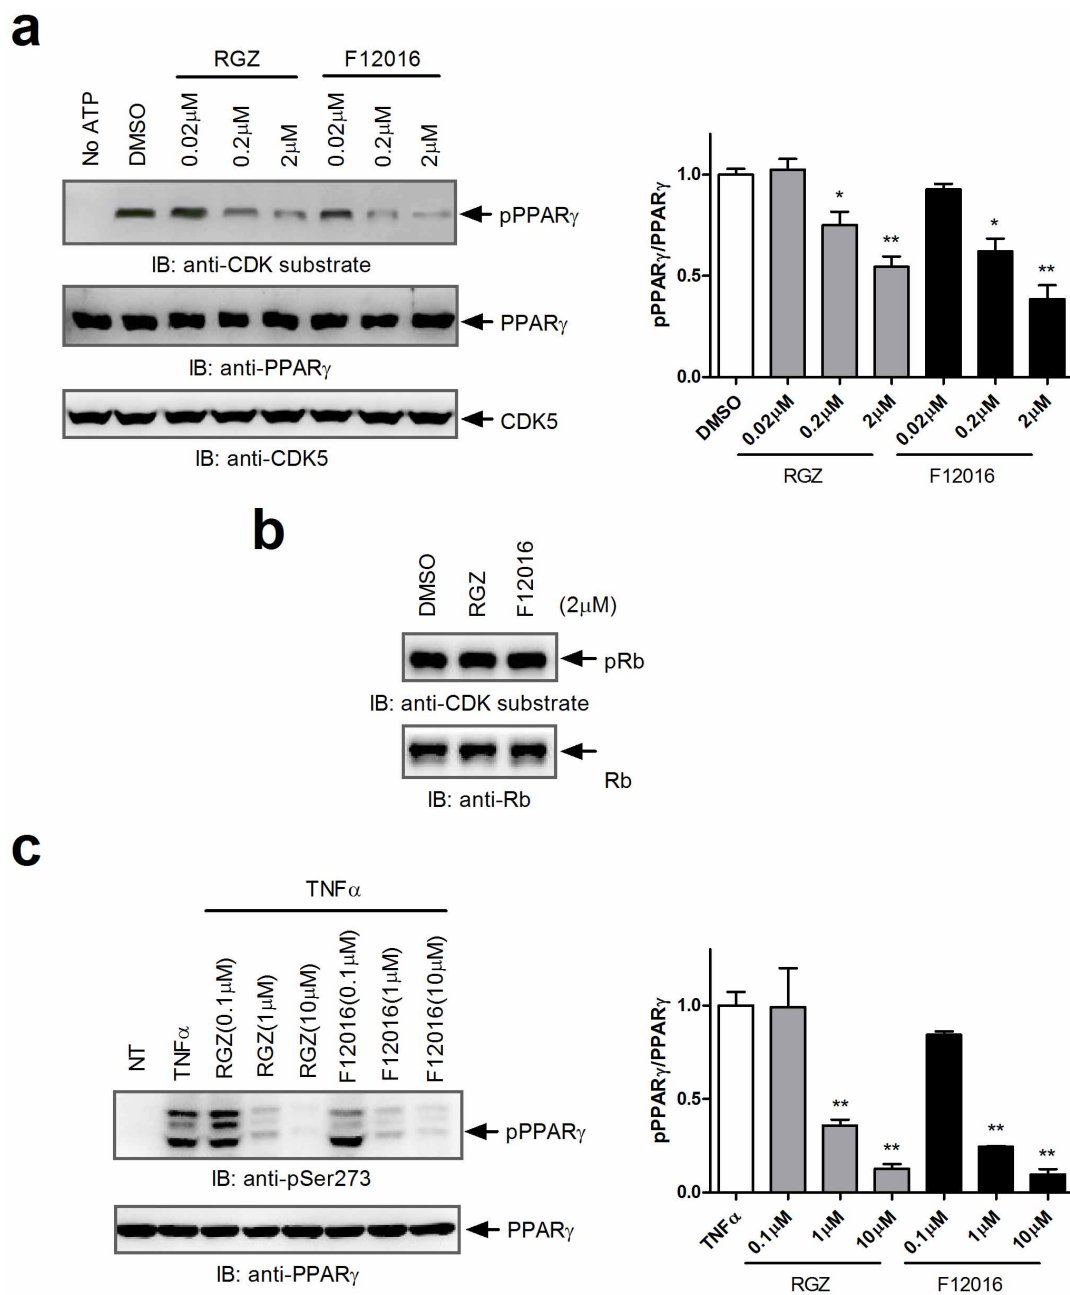 a
RGZ
F12016
No ATP
DMSO
0.02μM
0.2μM
2μM
0.02μM
0.2μM
2μM
pPPARγ
IB: anti-CDK substrate
PPARγ
IB: anti-PPARγ
CDK5
IB: anti-CDK5
pPPARγ/PPARγ
1.0
0.5
0.0
*
**
*
**
DMSO
0.02μM
0.2μM
2μM
0.02μM
0.2μM
2μM
RGZ
F12016
b
DMSO
RGZ
F12016
(2μM)
pRb
IB: anti-CDK substrate
Rb
IB: anti-Rb
c
TNFα
NT
TNFα
RGZ(0.1μM)
RGZ(1μM)
RGZ(10μM)
F12016(0.1μM)
F12016(1μM)
F12016(10μM)
pPPARγ
IB: anti-pSer273
PPARγ
IB: anti-PPARγ
pPPARγ/PPARγ
1.0
0.5
0.0
**
**
**
**
TNFα
0.1μM
1μM
10μM
0.1μM
1μM
10μM
RGZ
F12016